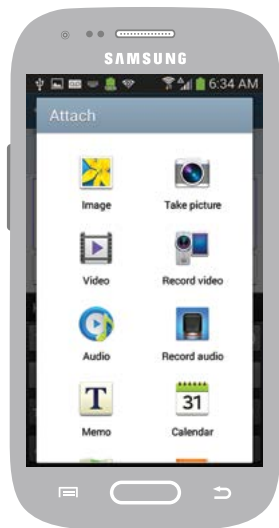 SAMSUNG
6:34 AM
Attach
Image Take picture
Video Record video
Audio Record audio
T 31
Memo Calendar